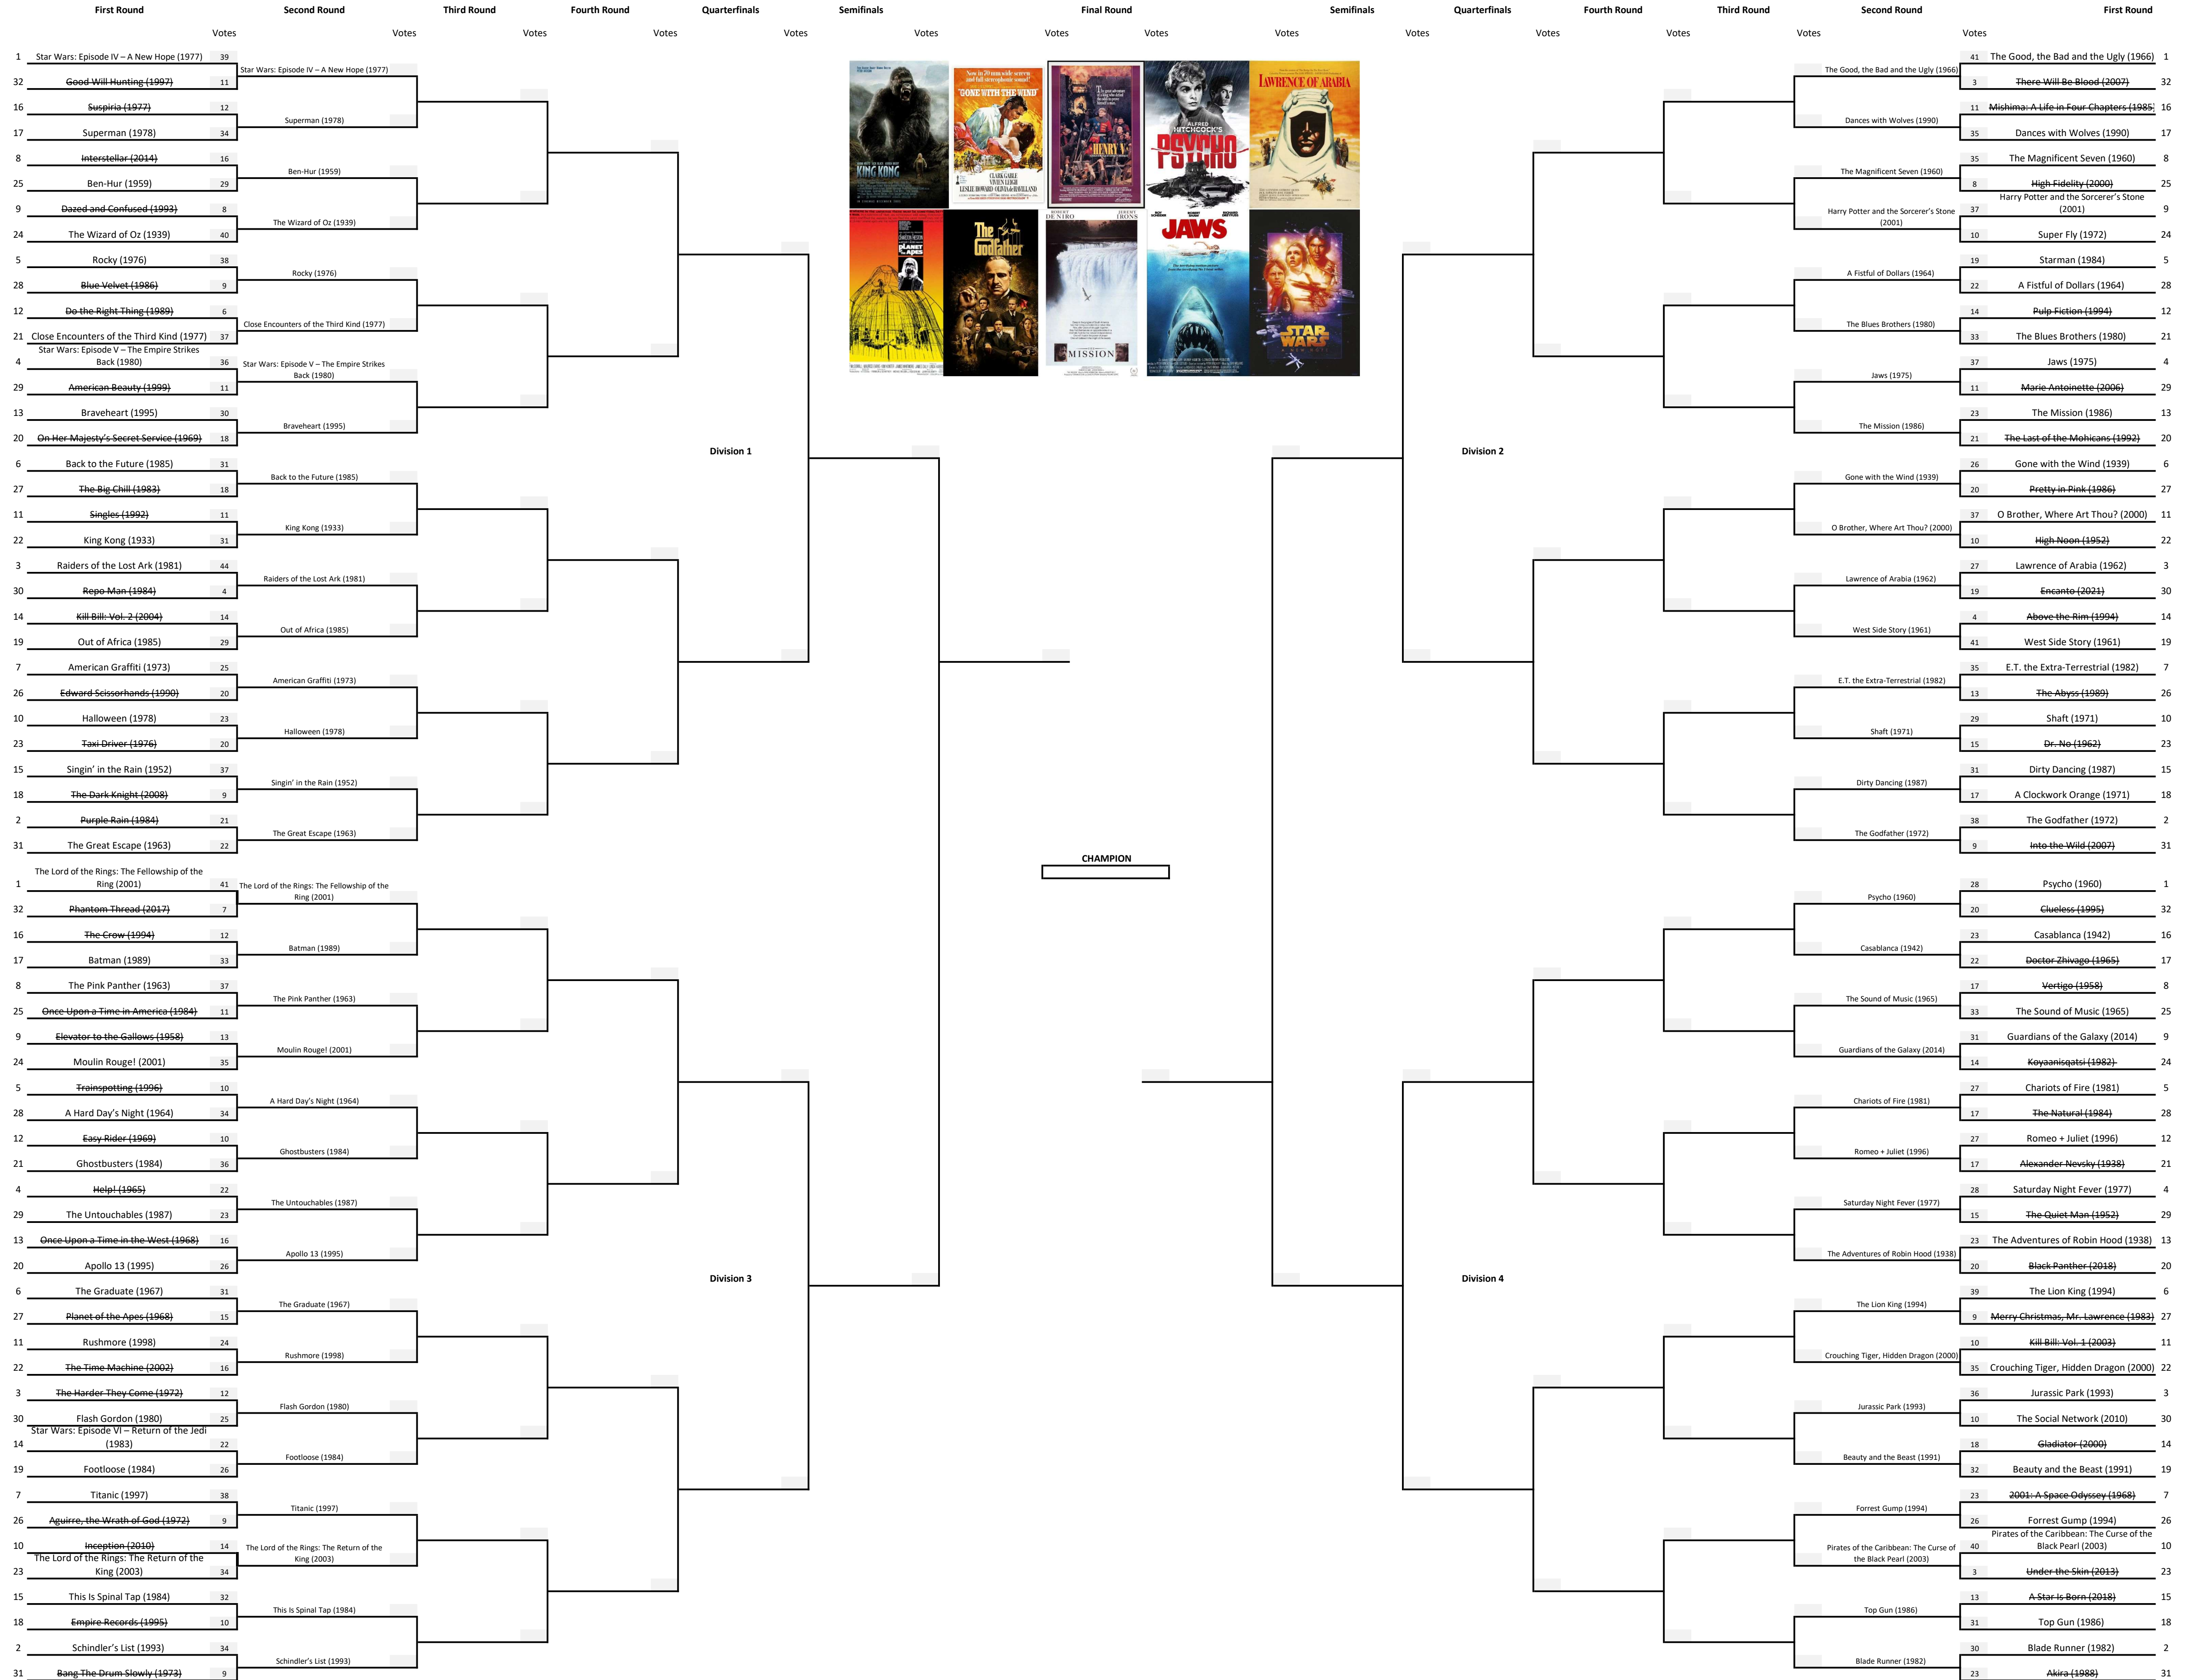 First Round Second Round Third Round Fourth Round Quarterfinals Semifinals Final Round Semifinals Quarterfinals Fourth Round Third Round Second Round First Round
Votes Votes Votes Votes Votes Votes Votes Votes Votes Votes Votes Votes Votes Votes
1 Star Wars: Episode IV – A New Hope (1977) 39
32 Good Will Hunting (1997) 11
16 Suspiria (1977) 12
17 Superman (1978) 34
8 Interstellar (2014) 16
25 Ben-Hur (1959) 29
9 Dazed and Confused (1993) 8
24 The Wizard of Oz (1939) 40
5 Rocky (1976) 38
28 Blue Velvet (1986) 9
12 Do the Right Thing (1989) 6
21 Close Encounters of the Third Kind (1977) 37
Star Wars: Episode V – The Empire Strikes
4 Back (1980) 36
29 American Beauty (1999) 11
13 Braveheart (1995) 30
20 On Her Majesty's Secret Service (1969) 18
6 Back to the Future (1985) 31
27 The Big Chill (1983) 18
11 Singles (1992) 11
22 King Kong (1933) 31
3 Raiders of the Lost Ark (1981) 44
30 Repo Man (1984) 4
14 Kill Bill: Vol. 2 (2004) 14
19 Out of Africa (1985) 29
7 American Graffiti (1973) 25
26 Edward Scissorhands (1990) 20
10 Halloween (1978) 23
23 Taxi Driver (1976) 20
15 Singin' in the Rain (1952) 37
18 The Dark Knight (2008) 9
2 Purple Rain (1984) 21
31 The Great Escape (1963) 22
Star Wars: Episode IV – A New Hope (1977)
Superman (1978)
Ben-Hur (1959)
The Wizard of Oz (1939)
Rocky (1976)
Close Encounters of the Third Kind (1977)
Star Wars: Episode V – The Empire Strikes
Back (1980)
Braveheart (1995)
Back to the Future (1985)
King Kong (1933)
Raiders of the Lost Ark (1981)
Out of Africa (1985)
American Graffiti (1973)
Halloween (1978)
Singin' in the Rain (1952)
The Great Escape (1963)
Division 1
The Lord of the Rings: The Fellowship of the
1 Ring (2001) 41
32 Phantom Thread (2017) 7
16 The Crow (1994) 12
17 Batman (1989) 33
8 The Pink Panther (1963) 37
25 Once Upon a Time in America (1984) 11
9 Elevator to the Gallows (1958) 13
24 Moulin Rouge! (2001) 35
5 Trainspotting (1996) 10
28 A Hard Day's Night (1964) 34
12 Easy Rider (1969) 10
21 Ghostbusters (1984) 36
4 Help! (1965) 22
29 The Untouchables (1987) 23
13 Once Upon a Time in the West (1968) 16
20 Apollo 13 (1995) 26
6 The Graduate (1967) 31
27 Planet of the Apes (1968) 15
11 Rushmore (1998) 24
22 The Time Machine (2002) 16
3 The Harder They Come (1972) 12
30 Flash Gordon (1980) 25
Star Wars: Episode VI – Return of the Jedi
14 (1983) 22
19 Footloose (1984) 26
7 Titanic (1997) 38
26 Aguirre, the Wrath of God (1972) 9
10 Inception (2010) 14
The Lord of the Rings: The Return of the
23 King (2003) 34
15 This Is Spinal Tap (1984) 32
18 Empire Records (1995) 10
2 Schindler's List (1993) 34
31 Bang The Drum Slowly (1973) 9
The Lord of the Rings: The Fellowship of the
Ring (2001)
Batman (1989)
The Pink Panther (1963)
Moulin Rouge! (2001)
A Hard Day's Night (1964)
Ghostbusters (1984)
The Untouchables (1987)
Apollo 13 (1995)
The Graduate (1967)
Rushmore (1998)
Flash Gordon (1980)
Footloose (1984)
Titanic (1997)
The Lord of the Rings: The Return of the
King (2003)
This Is Spinal Tap (1984)
Schindler's List (1993)
Division 3
KING KONG
Now in 70 mm. wide screen
and full stereophonic sound!
"GONE WITH THE WIND"
CLARK GABLE
VIVIEN LEIGH
LESLIE HOWARD OLIVIA de HAVILLAND
HENRY V
ALFRED
HITCHCOCK'S
PSYCHO
LAWRENCE OF ARABIA
PLANET
APES
The
Godfather
ROBERT JEREMY
DE NIRO IRONS
MISSION
ROY ROBERT RICHARD
SCHEIDER SHAW DREYFUSS
JAWS
STAR
WARS
CHAMPION
Division 2
The Good, the Bad and the Ugly (1966)
Dances with Wolves (1990)
The Magnificent Seven (1960)
Harry Potter and the Sorcerer's Stone
(2001)
A Fistful of Dollars (1964)
The Blues Brothers (1980)
Jaws (1975)
The Mission (1986)
Gone with the Wind (1939)
O Brother, Where Art Thou? (2000)
Lawrence of Arabia (1962)
West Side Story (1961)
E.T. the Extra-Terrestrial (1982)
Shaft (1971)
Dirty Dancing (1987)
The Godfather (1972)
41 The Good, the Bad and the Ugly (1966) 1
3 There Will Be Blood (2007) 32
11 Mishima: A Life in Four Chapters (1985) 16
35 Dances with Wolves (1990) 17
35 The Magnificent Seven (1960) 8
8 High Fidelity (2000) 25
Harry Potter and the Sorcerer's Stone
37 (2001) 9
10 Super Fly (1972) 24
19 Starman (1984) 5
22 A Fistful of Dollars (1964) 28
14 Pulp Fiction (1994) 12
33 The Blues Brothers (1980) 21
37 Jaws (1975) 4
11 Marie Antoinette (2006) 29
23 The Mission (1986) 13
21 The Last of the Mohicans (1992) 20
26 Gone with the Wind (1939) 6
20 Pretty in Pink (1986) 27
37 O Brother, Where Art Thou? (2000) 11
10 High Noon (1952) 22
27 Lawrence of Arabia (1962) 3
19 Encanto (2021) 30
4 Above the Rim (1994) 14
41 West Side Story (1961) 19
35 E.T. the Extra-Terrestrial (1982) 7
13 The Abyss (1989) 26
29 Shaft (1971) 10
15 Dr. No (1962) 23
31 Dirty Dancing (1987) 15
17 A Clockwork Orange (1971) 18
38 The Godfather (1972) 2
9 Into the Wild (2007) 31
Division 4
Psycho (1960)
Casablanca (1942)
The Sound of Music (1965)
Guardians of the Galaxy (2014)
Chariots of Fire (1981)
Romeo + Juliet (1996)
Saturday Night Fever (1977)
The Adventures of Robin Hood (1938)
The Lion King (1994)
Crouching Tiger, Hidden Dragon (2000)
Jurassic Park (1993)
Beauty and the Beast (1991)
Forrest Gump (1994)
Pirates of the Caribbean: The Curse of
the Black Pearl (2003)
Top Gun (1986)
Blade Runner (1982)
28 Psycho (1960) 1
20 Clueless (1995) 32
23 Casablanca (1942) 16
22 Doctor Zhivago (1965) 17
17 Vertigo (1958) 8
33 The Sound of Music (1965) 25
31 Guardians of the Galaxy (2014) 9
14 Koyaanisqatsi (1982) 24
27 Chariots of Fire (1981) 5
17 The Natural (1984) 28
27 Romeo + Juliet (1996) 12
17 Alexander Nevsky (1938) 21
28 Saturday Night Fever (1977) 4
15 The Quiet Man (1952) 29
23 The Adventures of Robin Hood (1938) 13
20 Black Panther (2018) 20
39 The Lion King (1994) 6
9 Merry Christmas, Mr. Lawrence (1983) 27
10 Kill Bill: Vol. 1 (2003) 11
35 Crouching Tiger, Hidden Dragon (2000) 22
36 Jurassic Park (1993) 3
10 The Social Network (2010) 30
18 Gladiator (2000) 14
32 Beauty and the Beast (1991) 19
23 2001: A Space Odyssey (1968) 7
26 Forrest Gump (1994) 26
Pirates of the Caribbean: The Curse of the
40 Black Pearl (2003) 10
3 Under the Skin (2013) 23
13 A Star Is Born (2018) 15
31 Top Gun (1986) 18
30 Blade Runner (1982) 2
23 Akira (1988) 31